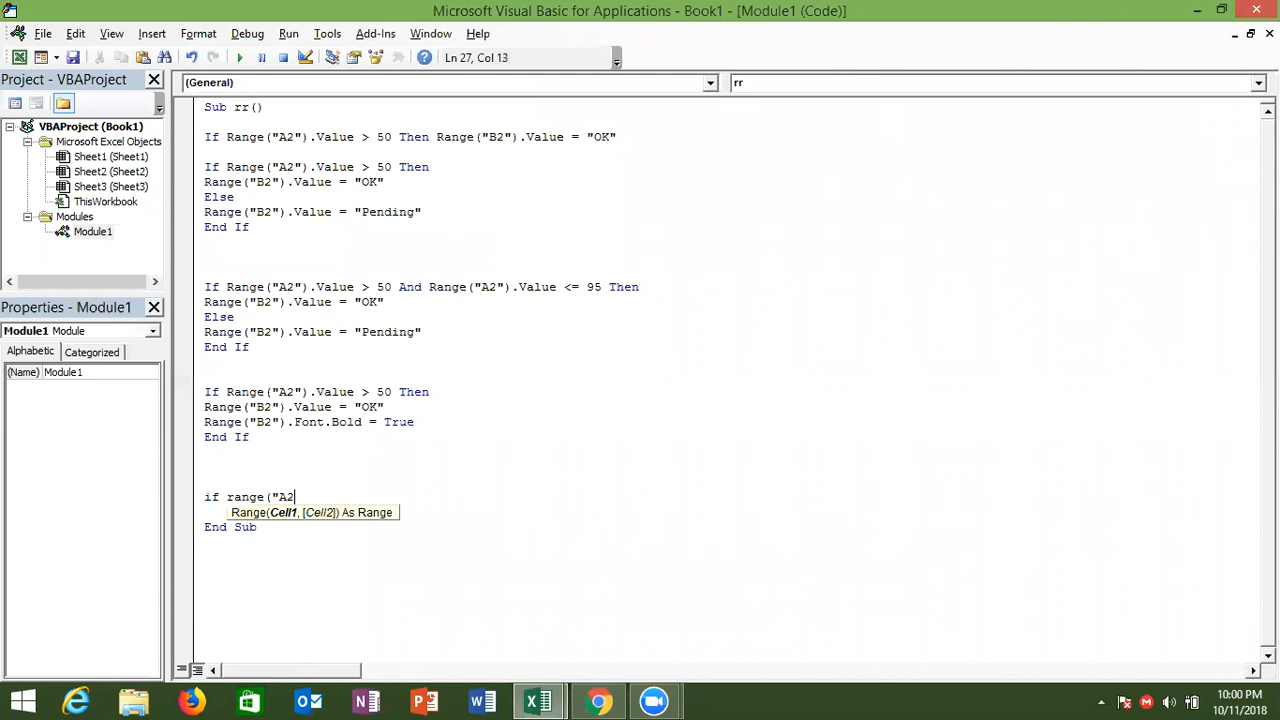 Microsoft Visual Basic for Applications - Book1 - [Module1 (Code)]
File Edit View Insert Format Debug Run Tools Add-Ins Window Help
Ln 27, Col 13
Project - VBAProject
(General)
rr
VBAProject (Book1)
Microsoft Excel Objects
Sheet1 (Sheet1)
Sheet2 (Sheet2)
Sheet3 (Sheet3)
ThisWorkbook
Modules
Module1
Properties - Module1
Module1 Module
Alphabetic Categorized
(Name) Module1
Sub rr()
If Range("A2").Value > 50 Then Range("B2").Value = "OK"
If Range("A2").Value > 50 Then
Range("B2").Value = "OK"
Else
Range("B2").Value = "Pending"
End If
If Range("A2").Value > 50 And Range("A2").Value <= 95 Then
Range("B2").Value = "OK"
Else
Range("B2").Value = "Pending"
End If
If Range("A2").Value > 50 Then
Range("B2").Value = "OK"
Range("B2").Font.Bold = True
End If
if range("A2
Range(Cell1, [Cell2]) As Range
End Sub
10:00 PM
10/11/2018